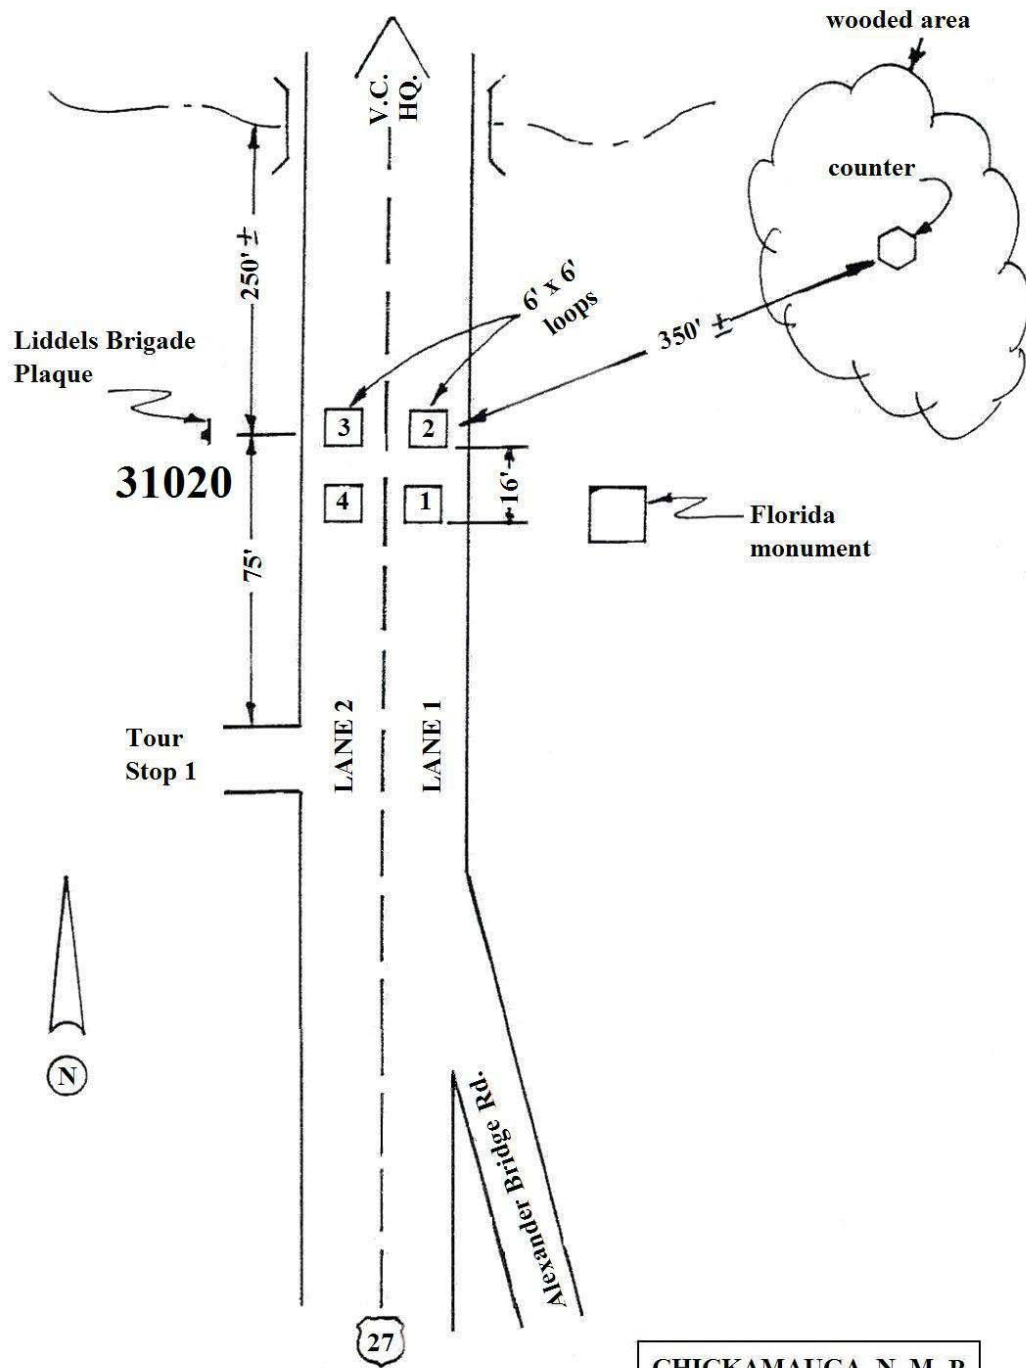 wooded area
V.C.
HQ.
counter
250' ±
6' x 6'
loops
350' ±
Liddels Brigade
Plaque
3
2
31020
16'
4
1
Florida
monument
75'
LANE 2
LANE 1
Tour
Stop 1
N
Alexander Bridge Rd.
27
CHICKAMAUGA N. M. P.